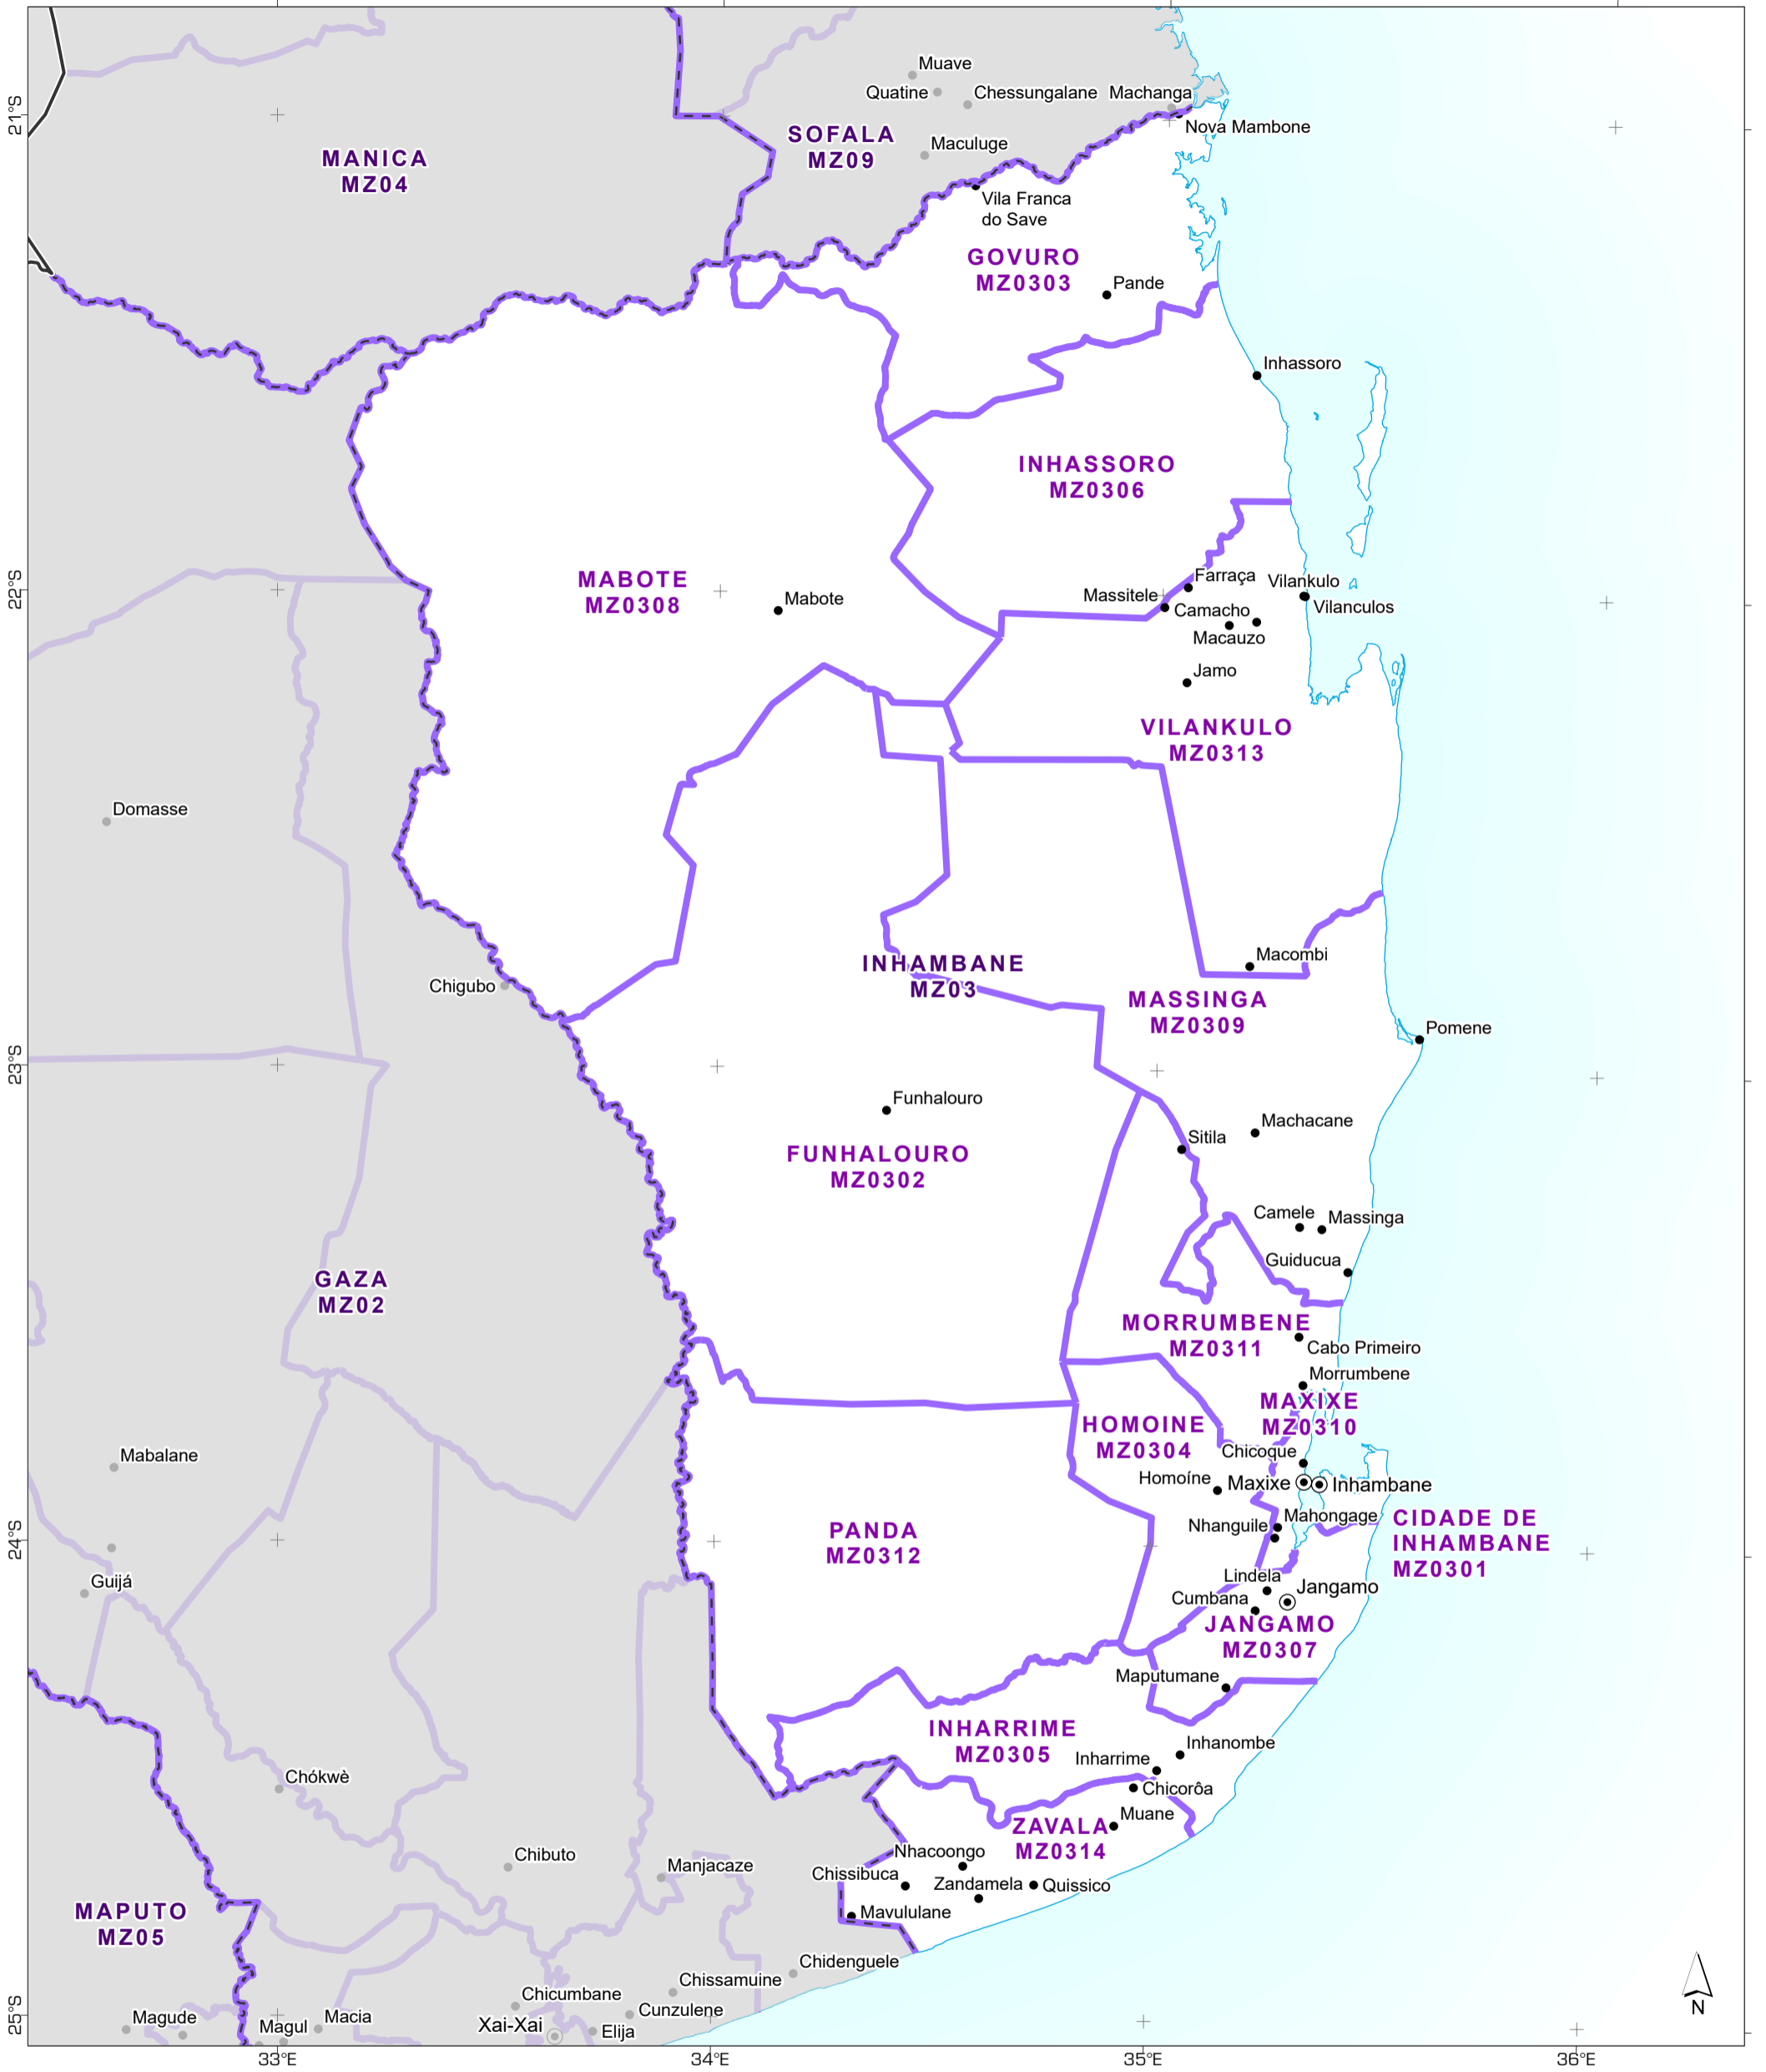 Muave
Quatine
Chessungalane
Machanga
21°S
Nova Mambone
SOFALA
MZ09
Maculuge
MANICA
MZ04
Vila Franca
do Save
GOVURO
MZ0303
Pande
Inhassoro
INHASSORO
MZ0306
22°S
MABOTE
MZ0308
Mabote
Farraça
Massitele
Vilankulo
Camacho
Vilanculos
Macauzo
Jamo
VILANKULO
MZ0313
Domasse
Macombi
INHAMBANE
MZ03
Chigubo
MASSINGA
MZ0309
Pomene
23°S
Funhalouro
Machacane
Sitila
FUNHALOURO
MZ0302
Camele
Massinga
Guiducua
GAZA
MZ02
MORRUMBENE
MZ0311
Cabo Primeiro
Morrumbene
MAXIXE
MZ0310
HOMOINE
MZ0304
Chicoque
Mabalane
Homoíne
Maxixe
Inhambane
Mahongage
Nhanguile
CIDADE DE
INHAMBANE
MZ0301
PANDA
MZ0312
24°S
Guijá
Lindela
Jangamo
Cumbana
JANGAMO
MZ0307
Maputumane
INHARRIME
MZ0305
Inhanombe
Inharrime
Chókwè
Chicorôa
Muane
ZAVALA
MZ0314
Nhacoongo
Chibuto
Manjacaze
Chissibuca
Zandamela
Quissico
Mavululane
MAPUTO
MZ05
Chidenguele
Chissamuine
Chicumbane
Cunzulene
25°S
Magude
Magul
Macia
Xai-Xai
Elija
N
33°E
34°E
35°E
36°E